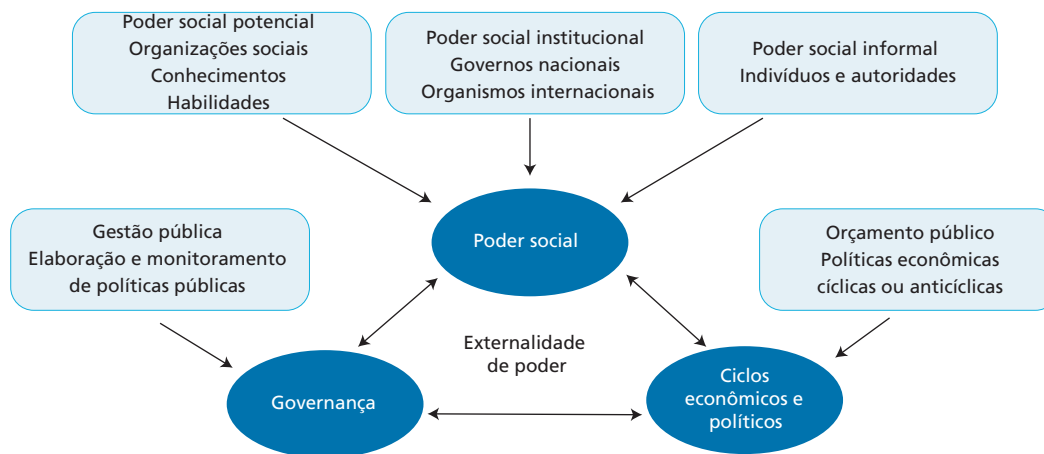 Poder social potencial
Organizações sociais
Conhecimentos
Habilidades
Poder social institucional
Governos nacionais
Organismos internacionais
Poder social informal
Indivíduos e autoridades
Poder social
Gestão pública
Elaboração e monitoramento
de políticas públicas
Orçamento público
Políticas econômicas
cíclicas ou anticíclicas
Externalidade
de poder
Governança
Ciclos
econômicos e
políticos